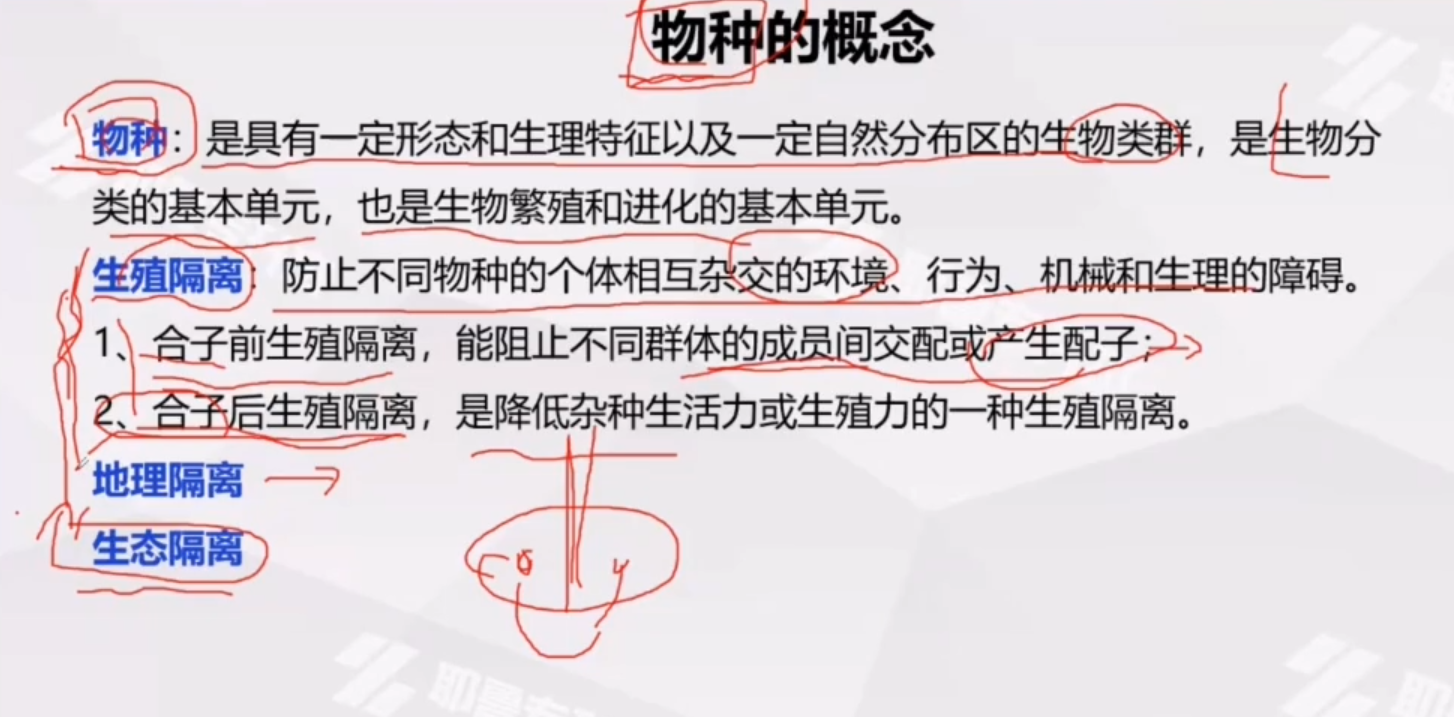 物种的概念
物种：是具有一定形态和生理特征以及一定自然分布区的生物类群，是生物分
类的基本单元，也是生物繁殖和进化的基本单元。
生殖隔离：防止不同物种的个体相互杂交的环境、行为、机械和生理的障碍。
1、合子前生殖隔离，能阻止不同群体的成员间交配或产生配子；
2、合子后生殖隔离，是降低杂种生活力或生殖力的一种生殖隔离。
地理隔离
生态隔离